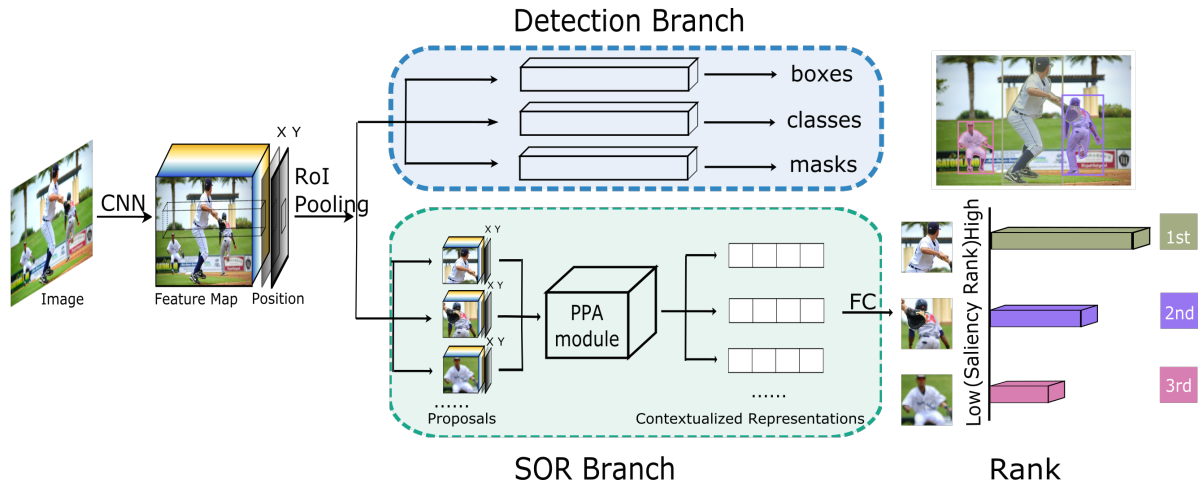 Detection Branch
boxes
classes
masks
X Y
RoI
Pooling
CNN
Image
Feature Map
Position
X Y
X Y
X Y
......
Proposals
PPA
module
......
Contextualized Representations
FC
Low (Saliency Rank) High
1st
2nd
3rd
SOR Branch
Rank